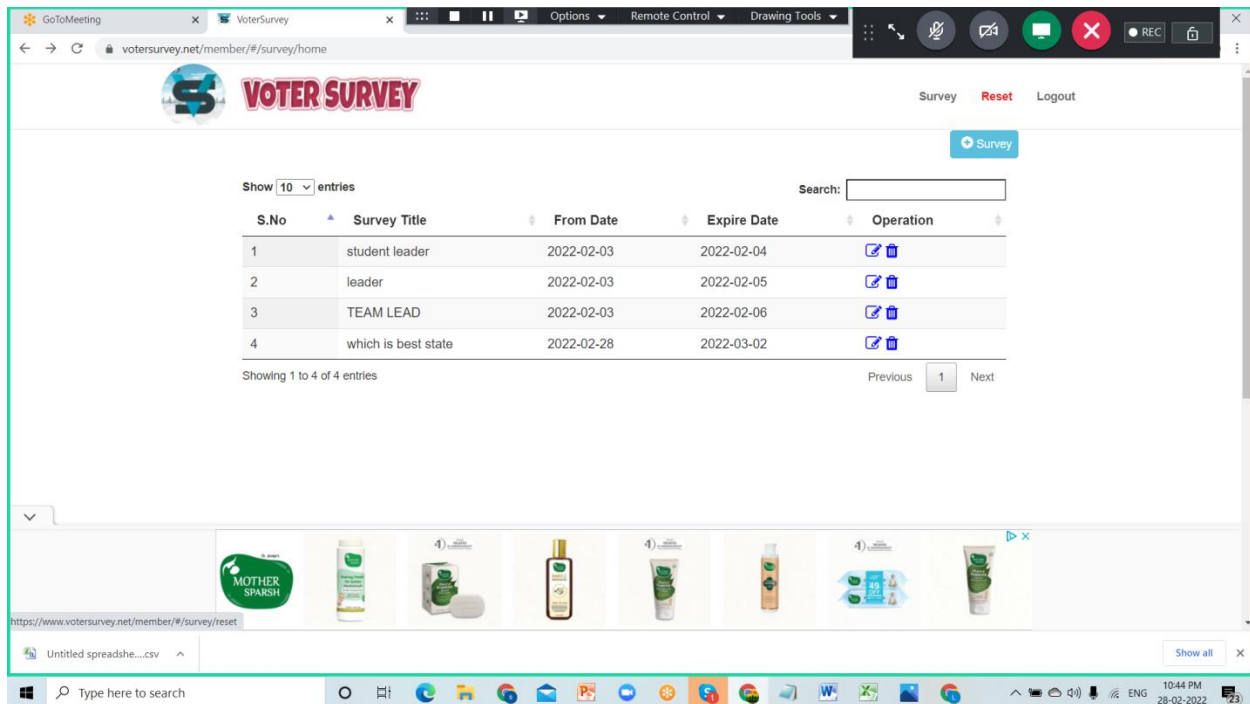 GoToMeeting
VoterSurvey
Options
Remote Control
Drawing Tools
REC
votersurvey.net/member/#/survey/home
VOTER SURVEY
Survey Reset Logout
Survey
Show 10 entries
Search:
S.No Survey Title From Date Expire Date Operation
1 student leader 2022-02-03 2022-02-04
2 leader 2022-02-03 2022-02-05
3 TEAM LEAD 2022-02-03 2022-02-06
4 which is best state 2022-02-28 2022-03-02
Showing 1 to 4 of 4 entries
Previous 1 Next
MOTHER
SPARSH
https://www.votersurvey.net/member/#/survey/reset
Untitled spreadshe....csv
Show all
Type here to search
ENG
10:44 PM
28-02-2022
23